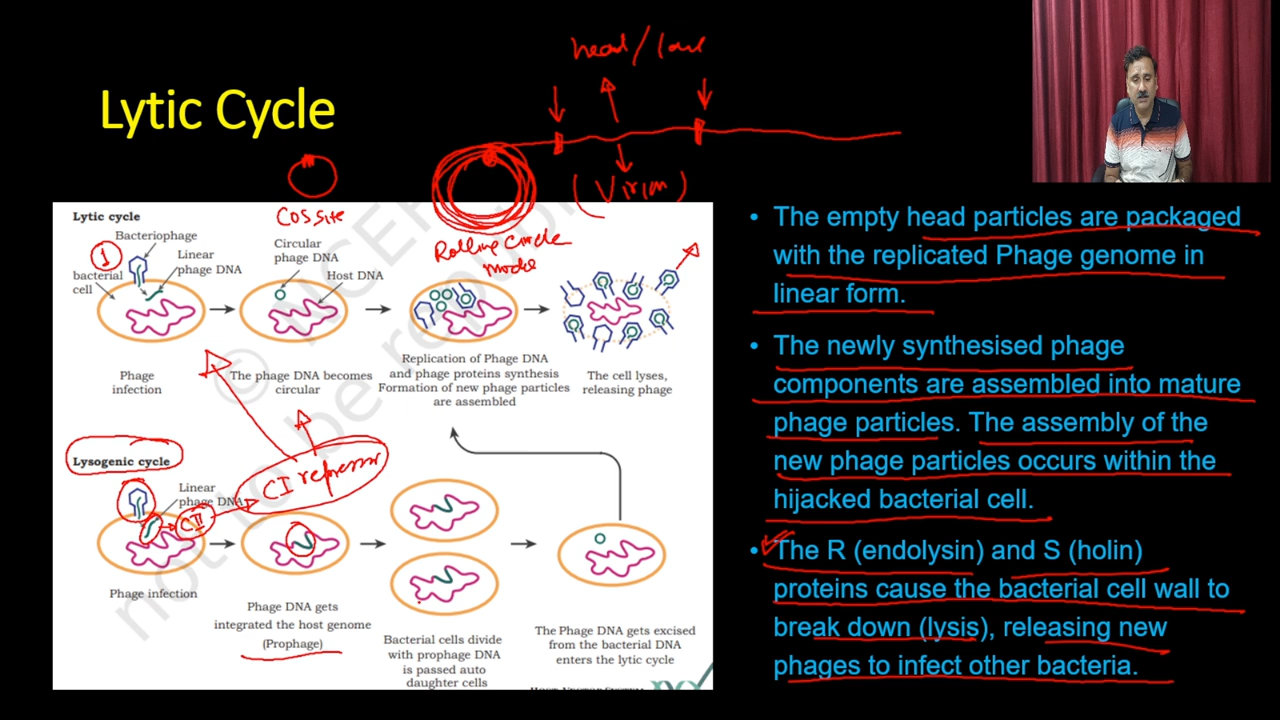 head/
Lytic Cycle
(Virion)
Cos site
Rolling Circle
mode
Lytic cycle
Bacteriophage
1
Linear
phage DNA
bacterial
cell
Circular
phage DNA
Host DNA
Phage
infection
The phage DNA becomes
circular
Replication of Phage DNA
and phage proteins synthesis
Formation of new phage particles
are assembled
The cell lyses,
releasing phage
Lysogenic cycle
Linear
phage DNA
CII
CI repressor
Phage infection
Phage DNA gets
integrated the host genome
(Prophage)
Bacterial cells divide
with prophage DNA
is passed auto
daughter cells
The Phage DNA gets excised
from the bacterial DNA
enters the lytic cycle
© NCERT
not to be republi
• The empty head particles are packaged
with the replicated Phage genome in
linear form.
• The newly synthesised phage
components are assembled into mature
phage particles. The assembly of the
new phage particles occurs within the
hijacked bacterial cell.
• The R (endolysin) and S (holin)
proteins cause the bacterial cell wall to
break down (lysis), releasing new
phages to infect other bacteria.